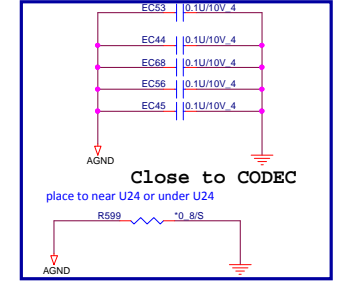 EC53 0.1U/10V_4
EC44 0.1U/10V_4
EC68 0.1U/10V_4
EC56 0.1U/10V_4
EC45 0.1U/10V_4
AGND
Close to CODEC
place to near U24 or under U24
R599 *0_8/S
AGND